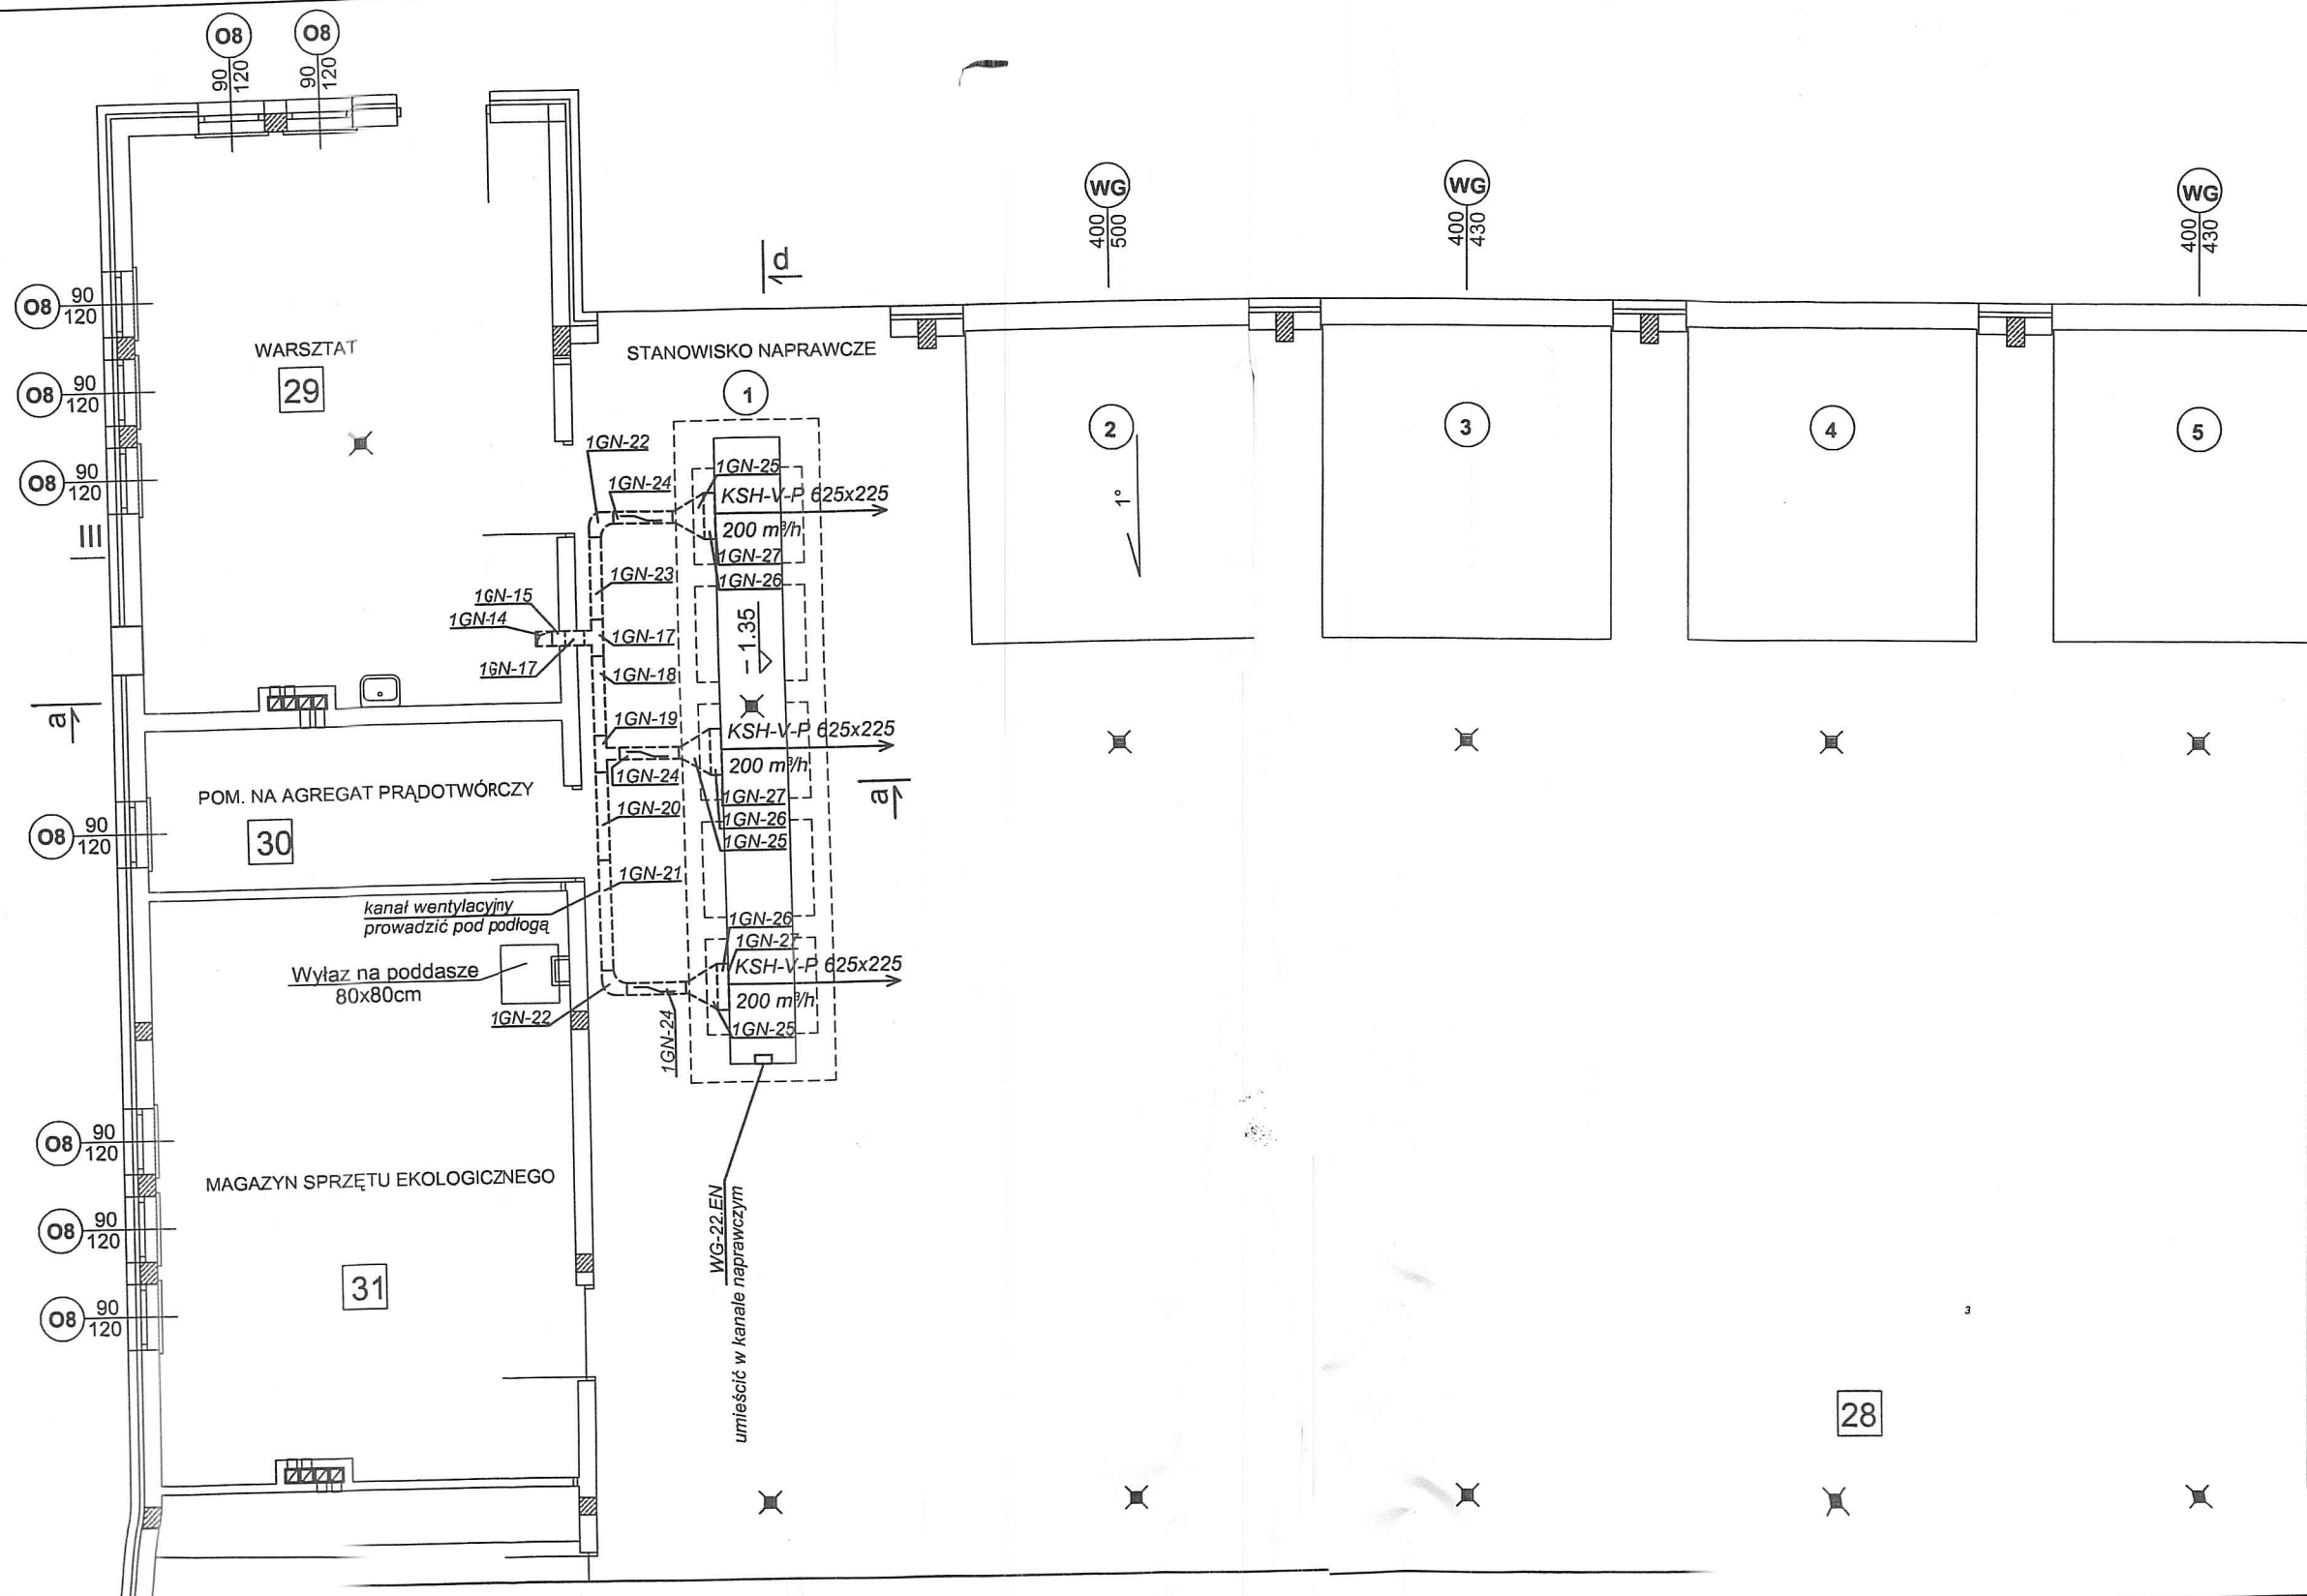 O8
90
120
O8
90
120
WG
400
500
WG
400
430
WG
400
430
d
O8
90
120
WARSZTAT
29
STANOWISKO NAPRAWCZE
1
O8
90
120
2
3
4
5
1°
O8
90
120
III
1GN-22
1GN-24
1GN-25
KSH-V-P 625x225
200 m³/h
1GN-27
1GN-26
1GN-23
1GN-15
1GN-14
1GN-17
1GN-17
1GN-18
-1.35
a
1GN-19
KSH-V-P 625x225
200 m³/h
1GN-24
1GN-27
1GN-20
1GN-26
1GN-25
a
POM. NA AGREGAT PRĄDOTWÓRCZY
30
O8
90
120
1GN-21
kanał wentylacyjny
prowadzić pod podłogą
1GN-26
1GN-27
KSH-V-P 625x225
200 m³/h
1GN-25
Wyłaz na poddasze
80x80cm
1GN-22
1GN-24
O8
90
120
MAGAZYN SPRZĘTU EKOLOGICZNEGO
31
O8
90
120
O8
90
120
WG-22.EN
umieścić w kanale naprawczym
3
28